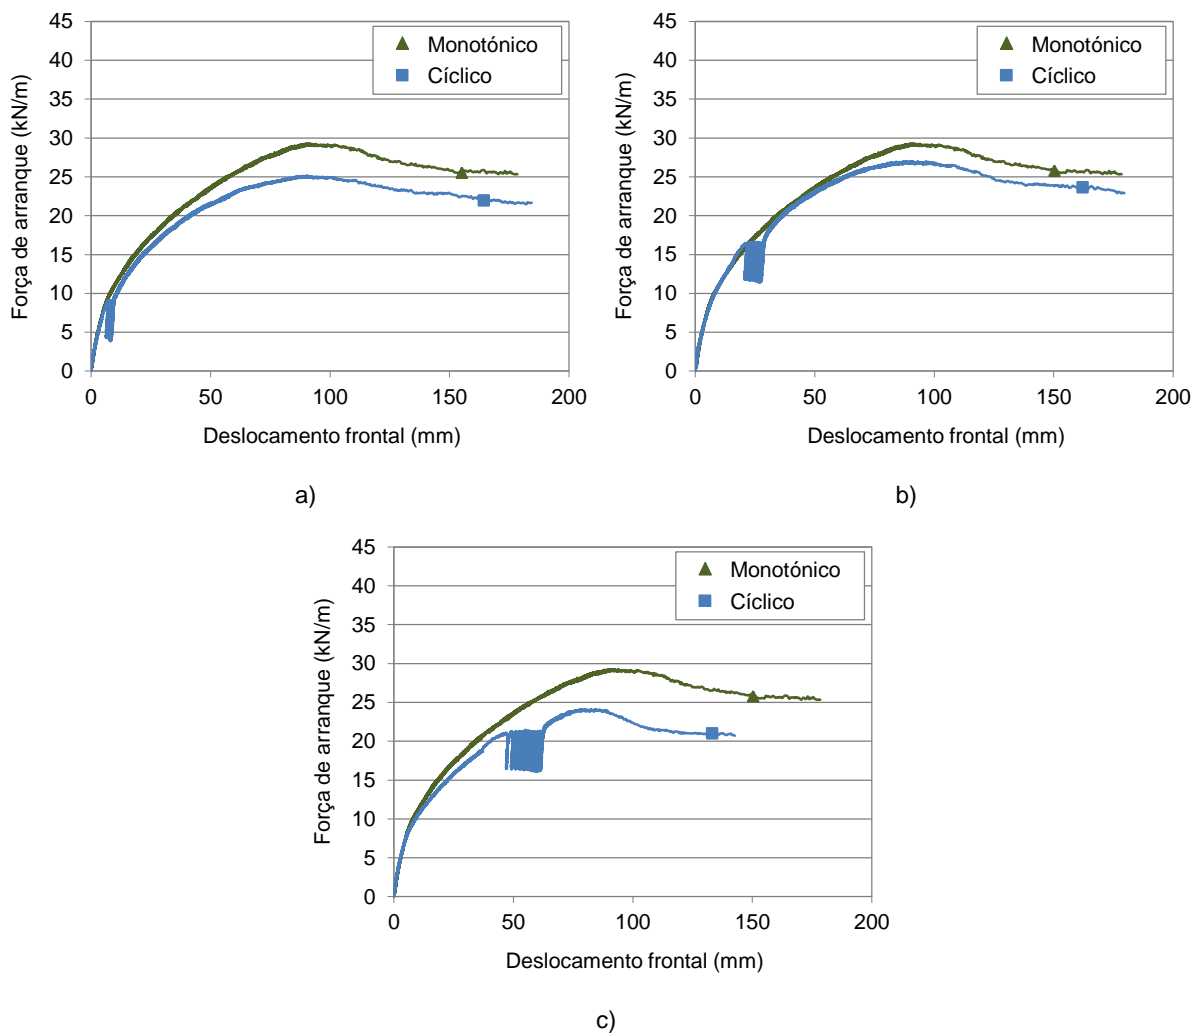 45
40
35
30
25
20
15
10
5
0
Força de arranque (kN/m)
Monotónico
Cíclico
0 50 100 150 200
Deslocamento frontal (mm)
a)
45
40
35
30
25
20
15
10
5
0
Força de arranque (kN/m)
Monotónico
Cíclico
0 50 100 150 200
Deslocamento frontal (mm)
b)
45
40
35
30
25
20
15
10
5
0
Força de arranque (kN/m)
Monotónico
Cíclico
0 50 100 150 200
Deslocamento frontal (mm)
c)